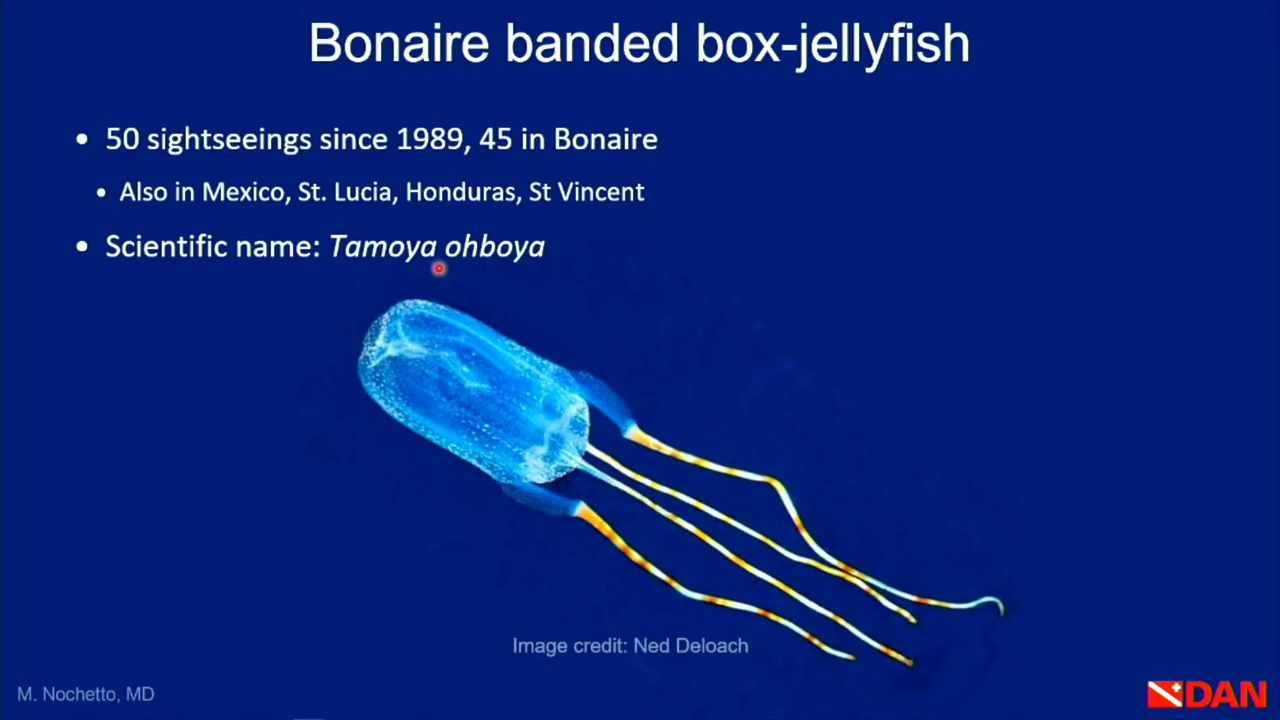 Bonaire banded box-jellyfish
• 50 sightseeings since 1989, 45 in Bonaire
• Also in Mexico, St. Lucia, Honduras, St Vincent
• Scientific name: Tamoya ohboya
Image credit: Ned Deloach
M. Nochetto, MD
DAN